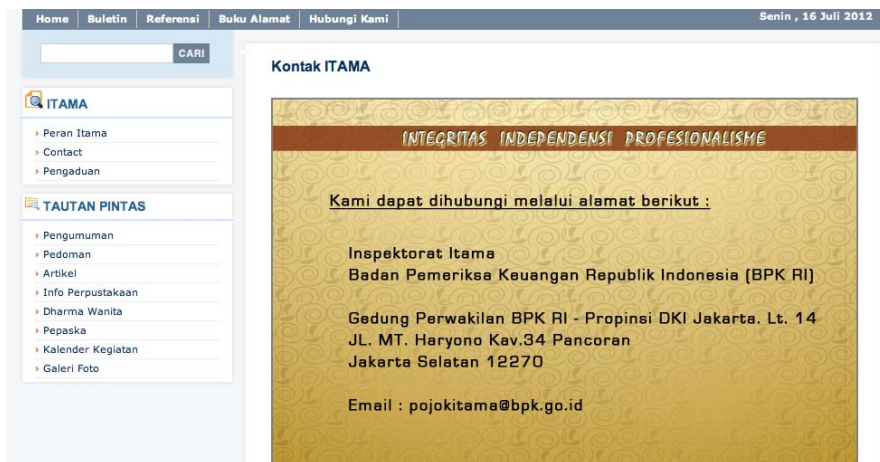 Home Buletin Referensi Buku Alamat Hubungi Kami Senin , 16 Juli 2012
CARI
ITAMA
Peran Itama
Contact
Pengaduan
TAUTAN PINTAS
Pengumuman
Pedoman
Artikel
Info Perpustakaan
Dharma Wanita
Pepaska
Kalender Kegiatan
Galeri Foto
Kontak ITAMA
INTEGRITAS INDEPENDENSI PROFESIONALISME
Kami dapat dihubungi melalui alamat berikut :
Inspektorat Itama
Badan Pemeriksa Keuangan Republik Indonesia (BPK RI)
Gedung Perwakilan BPK RI - Propinsi DKI Jakarta. Lt. 14
JL. MT. Haryono Kav.34 Pancoran
Jakarta Selatan 12270
Email : pojokitama@bpk.go.id